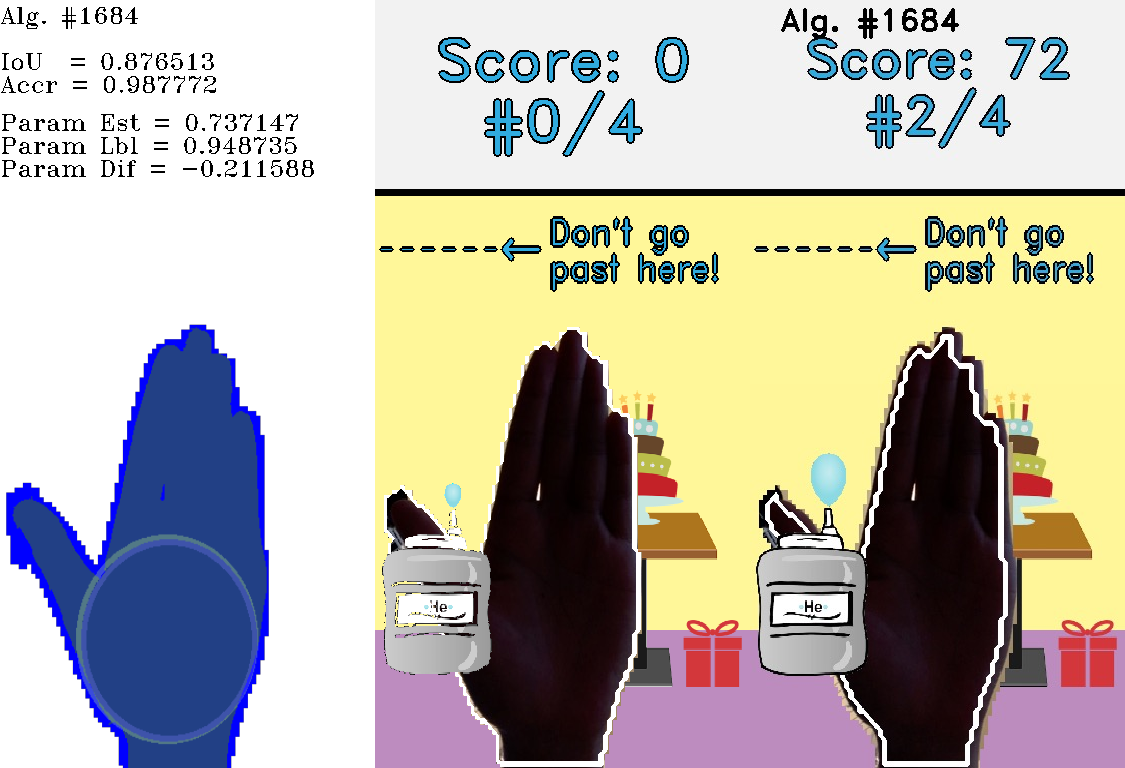 Alg. #1684
IoU = 0.876513
Accr = 0.987772
Param Est = 0.737147
Param Lbl = 0.948735
Param Dif = −0.211588
Score: 0
#0/4
Don't go
past here!
He
Alg. #1684
Score: 72
#2/4
Don't go
past here!
He